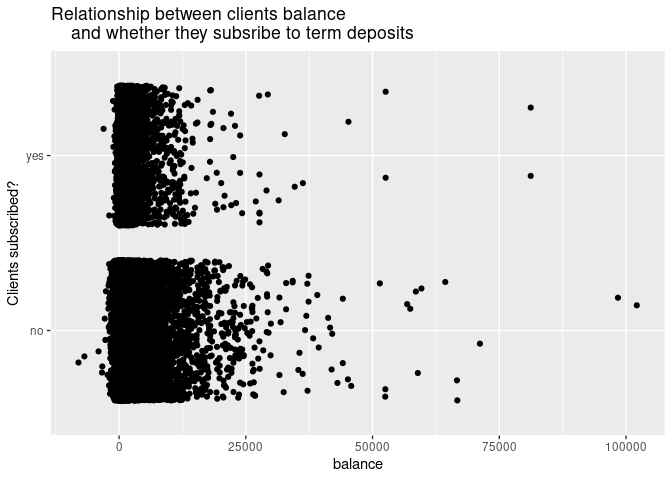 Relationship between clients balance
and whether they subsribe to term deposits
Clients subscribed?
yes
no
0
25000
50000
75000
100000
balance